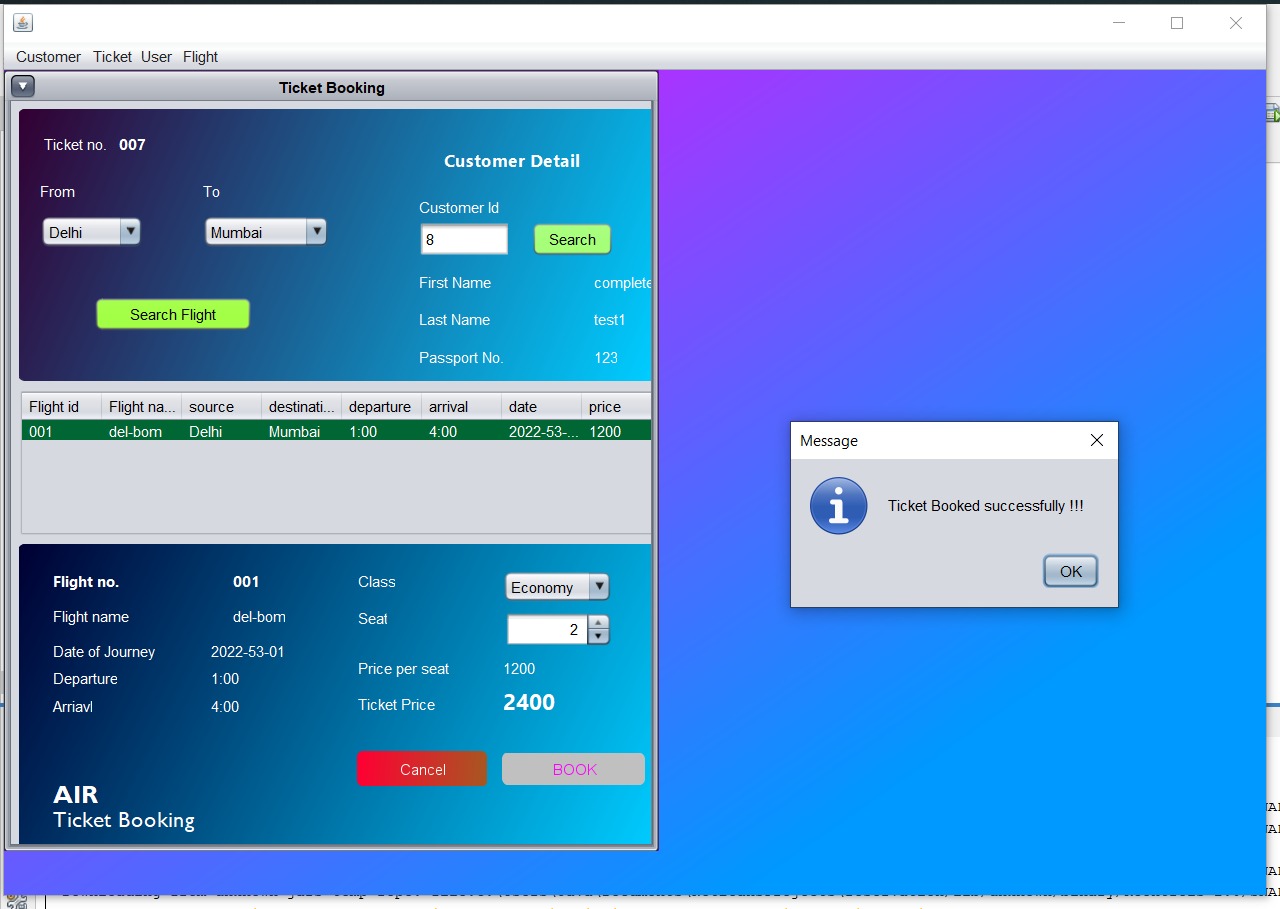 Customer Ticket User Flight
Ticket Booking
Ticket no. 007
Customer Detail
From To
Customer Id
Delhi Mumbai
8 Search
First Name complete
Search Flight
Last Name test1
Passport No. 123
Flight id Flight na... source destinati... departure arrival date price
001 del-bom Delhi Mumbai 1:00 4:00 2022-53-... 1200
Message
Ticket Booked successfully !!!
OK
Flight no. 001 Class Economy
Flight name del-bom Seat 2
Date of Journey 2022-53-01
Departure 1:00 Price per seat 1200
Arriavl 4:00 Ticket Price 2400
Cancel BOOK
AIR
Ticket Booking